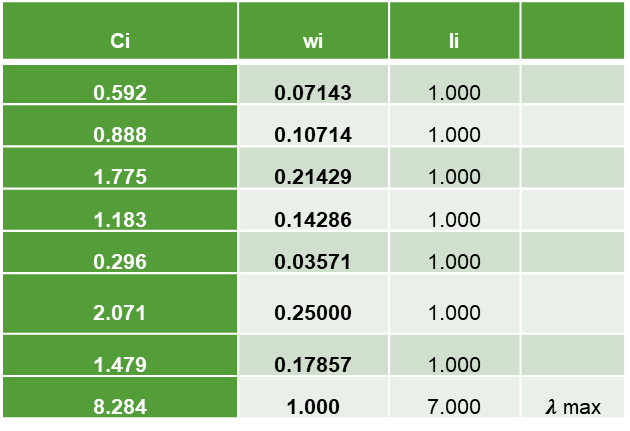 Ci wi Ii
0.592 0.07143 1.000
0.888 0.10714 1.000
1.775 0.21429 1.000
1.183 0.14286 1.000
0.296 0.03571 1.000
2.071 0.25000 1.000
1.479 0.17857 1.000
8.284 1.000 7.000 λ max